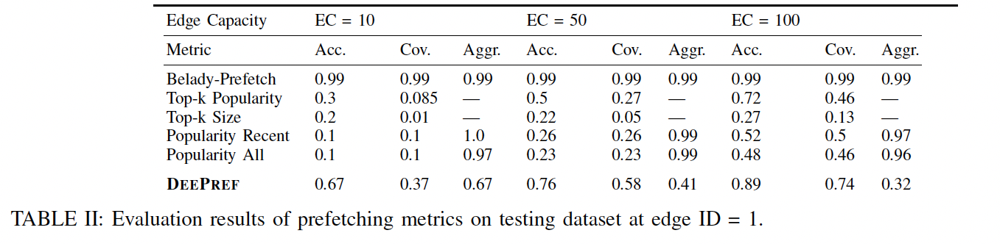 Edge Capacity EC = 10 EC = 50 EC = 100
Metric Acc. Cov. Aggr. Acc. Cov. Aggr. Acc. Cov. Aggr.
Belady-Prefetch 0.99 0.99 0.99 0.99 0.99 0.99 0.99 0.99 0.99
Top-k Popularity 0.3 0.085 — 0.5 0.27 — 0.72 0.46 —
Top-k Size 0.2 0.01 — 0.22 0.05 — 0.27 0.13 —
Popularity Recent 0.1 0.1 1.0 0.26 0.26 0.99 0.52 0.5 0.97
Popularity All 0.1 0.1 0.97 0.23 0.23 0.99 0.48 0.46 0.96
DEEPREF 0.67 0.37 0.67 0.76 0.58 0.41 0.89 0.74 0.32
TABLE II: Evaluation results of prefetching metrics on testing dataset at edge ID = 1.